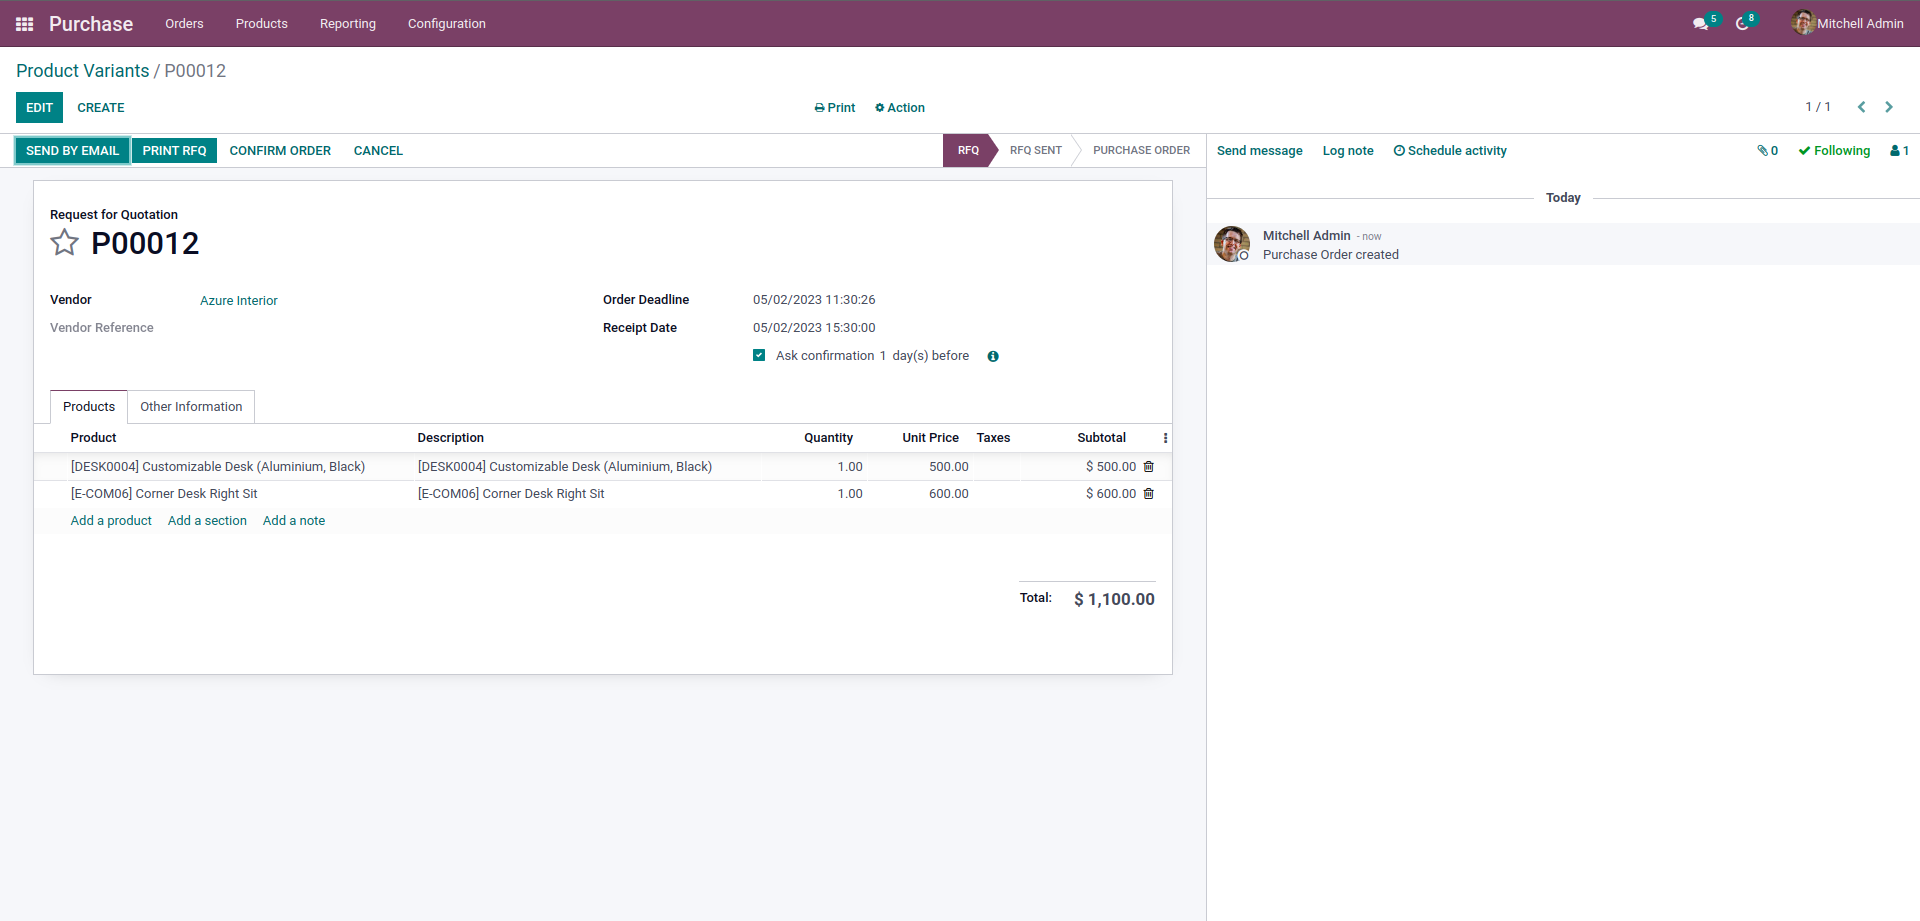 Purchase Orders Products Reporting Configuration 5 8 Mitchell Admin
Product Variants / P00012
EDIT CREATE Print Action 1 / 1
SEND BY EMAIL PRINT RFQ CONFIRM ORDER CANCEL RFQ RFQ SENT PURCHASE ORDER Send message Log note Schedule activity 0 Following 1
Today
Request for Quotation
P00012
Mitchell Admin - now
Purchase Order created
Vendor Azure Interior Order Deadline 05/02/2023 11:30:26
Vendor Reference Receipt Date 05/02/2023 15:30:00
Ask confirmation 1 day(s) before
Products Other Information
Product Description Quantity Unit Price Taxes Subtotal
[DESK0004] Customizable Desk (Aluminium, Black) [DESK0004] Customizable Desk (Aluminium, Black) 1.00 500.00 $ 500.00
[E-COM06] Corner Desk Right Sit [E-COM06] Corner Desk Right Sit 1.00 600.00 $ 600.00
Add a product Add a section Add a note
Total: $ 1,100.00